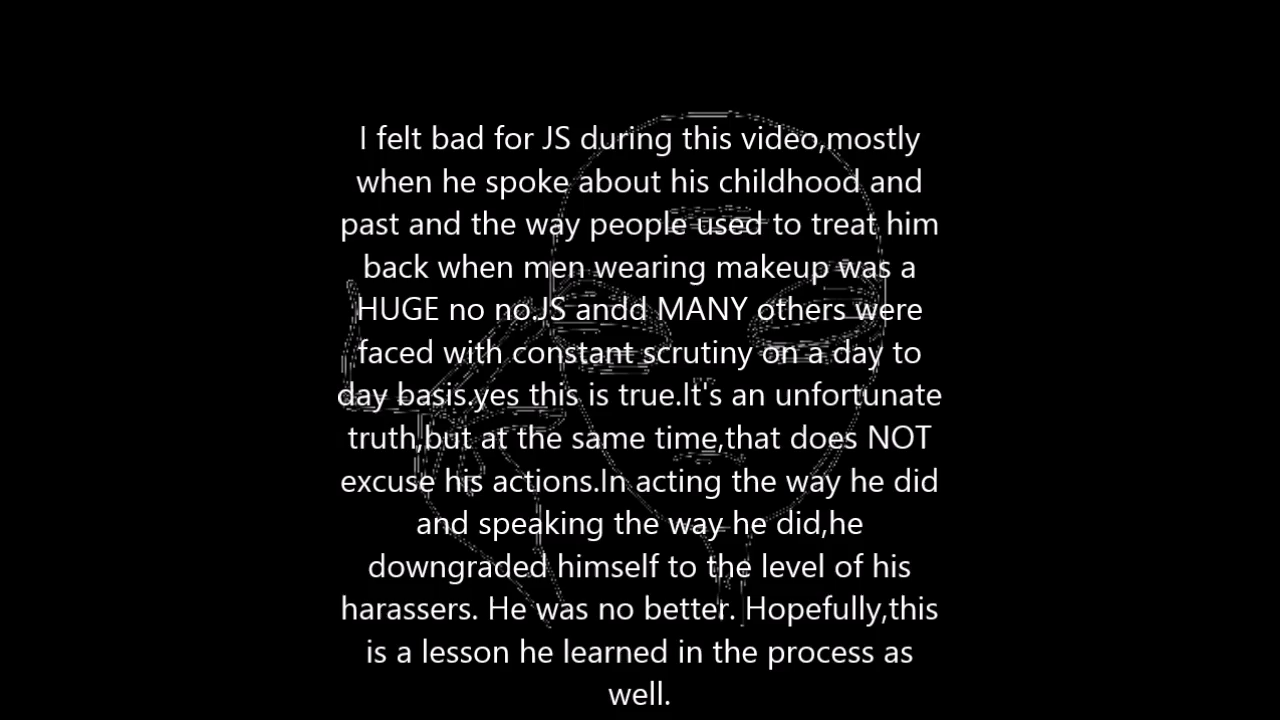 I felt bad for JS during this video,mostly
when he spoke about his childhood and
past and the way people used to treat him
back when men wearing makeup was a
HUGE no no.JS andd MANY others were
faced with constant scrutiny on a day to
day basis.yes this is true.It's an unfortunate
truth,but at the same time,that does NOT
excuse his actions.In acting the way he did
and speaking the way he did,he
downgraded himself to the level of his
harassers. He was no better. Hopefully,this
is a lesson he learned in the process as
well.